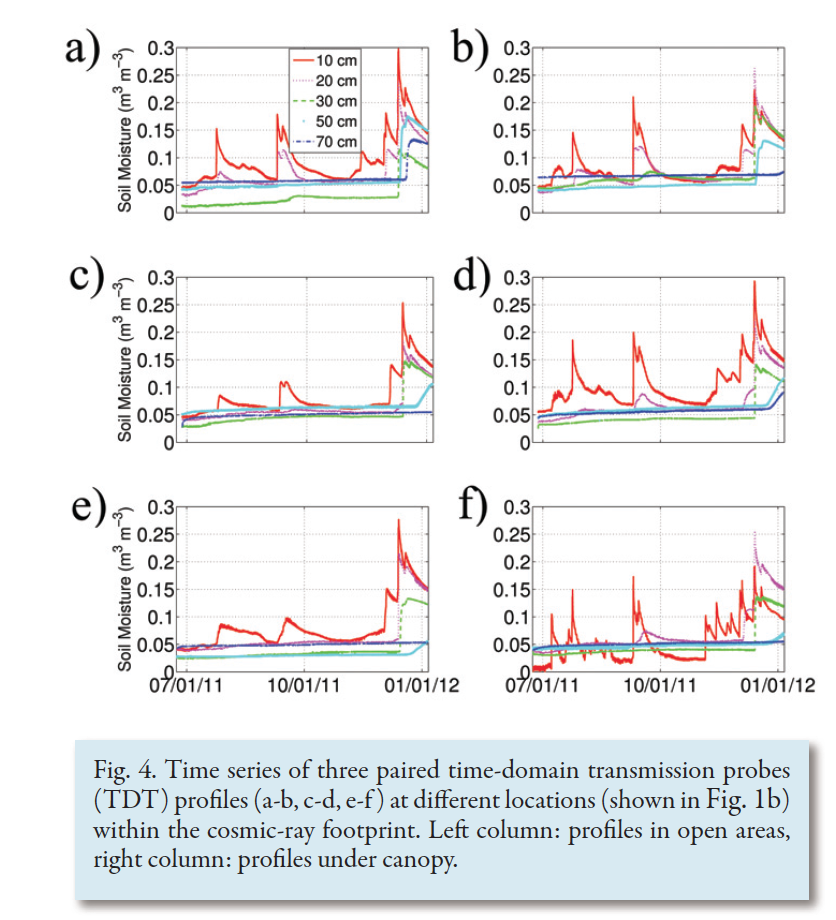 a)
0.3
0.25
0.2
0.15
0.1
0.05
0
Soil Moisture (m³ m⁻³)
10 cm
20 cm
30 cm
50 cm
70 cm
b)
0.3
0.25
0.2
0.15
0.1
0.05
0
c)
0.3
0.25
0.2
0.15
0.1
0.05
0
Soil Moisture (m³ m⁻³)
d)
0.3
0.25
0.2
0.15
0.1
0.05
0
e)
0.3
0.25
0.2
0.15
0.1
0.05
0
Soil Moisture (m³ m⁻³)
07/01/11 10/01/11 01/01/12
f)
0.3
0.25
0.2
0.15
0.1
0.05
0
07/01/11 10/01/11 01/01/12
Fig. 4. Time series of three paired time-domain transmission probes
(TDT) profiles (a-b, c-d, e-f) at different locations (shown in Fig. 1b)
within the cosmic-ray footprint. Left column: profiles in open areas,
right column: profiles under canopy.